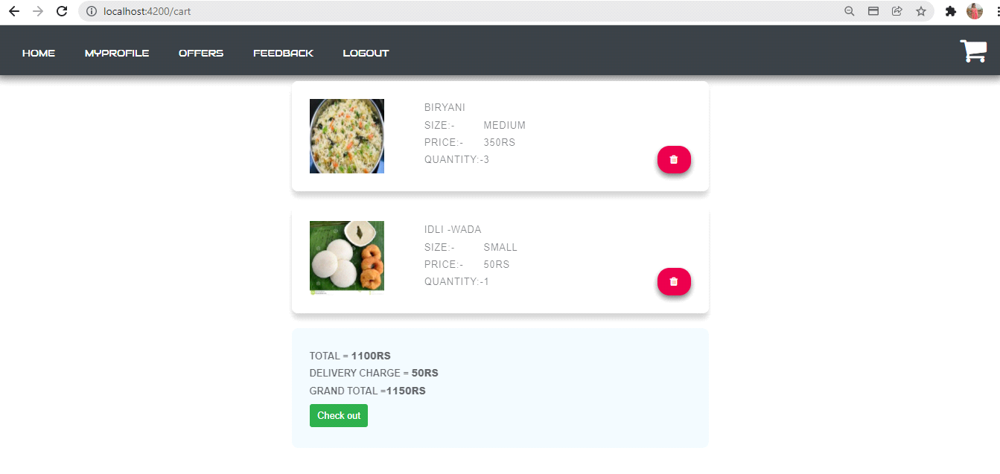 localhost:4200/cart
HOME MYPROFILE OFFERS FEEDBACK LOGOUT
BIRYANI
SIZE:- MEDIUM
PRICE:- 350RS
QUANTITY:-3
IDLI -WADA
SIZE:- SMALL
PRICE:- 50RS
QUANTITY:-1
TOTAL = 1100RS
DELIVERY CHARGE = 50RS
GRAND TOTAL =1150RS
Check out